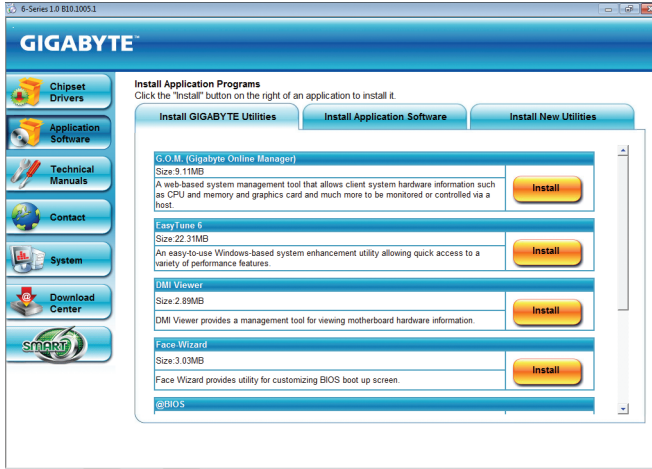 6-Series 1.0 B10.1005.1
GIGABYTE™
Chipset
Drivers
Application
Software
Technical
Manuals
Contact
System
Download
Center
SMART
Install Application Programs
Click the "Install" button on the right of an application to install it.
Install GIGABYTE Utilities
Install Application Software
Install New Utilities
G.O.M. (Gigabyte Online Manager)
Size:9.11MB
A web-based system management tool that allows client system hardware information such
as CPU and memory and graphics card and much more to be monitored or controlled via a
host.
Install
EasyTune 6
Size:22.31MB
An easy-to-use Windows-based system enhancement utility allowing quick access to a
variety of performance features.
Install
DMI Viewer
Size:2.89MB
DMI Viewer provides a management tool for viewing motherboard hardware information.
Install
Face-Wizard
Size:3.03MB
Face Wizard provides utility for customizing BIOS boot up screen.
Install
@BIOS